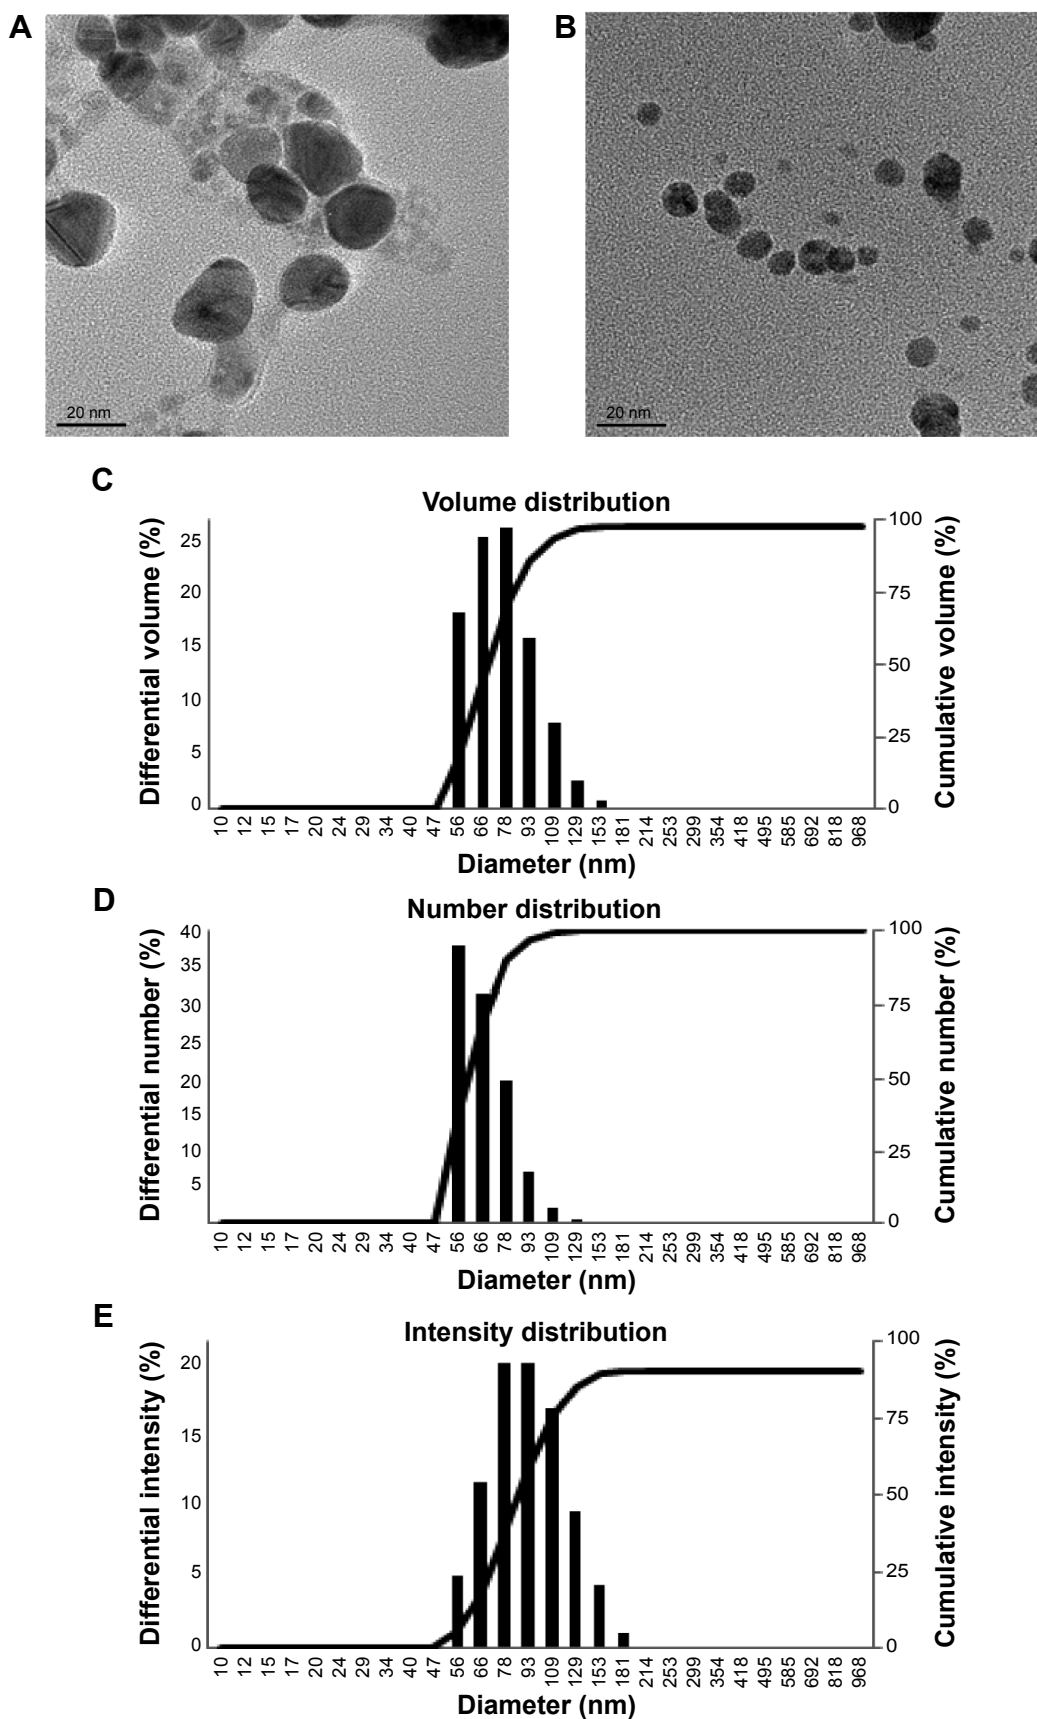 A
B
20 nm
20 nm
C
Volume distribution
Differential volume (%)
25
20
15
10
5
0
100
75
50
25
0
Cumulative volume (%)
10 12 15 17 20 24 29 34 40 47 56 66 78 93 109 129 153 181 214 253 299 354 418 495 585 692 818 968
Diameter (nm)
D
Number distribution
Differential number (%)
40
35
30
25
20
15
10
5
100
75
50
25
0
Cumulative number (%)
10 12 15 17 20 24 29 34 40 47 56 66 78 93 109 129 153 181 214 253 299 354 418 495 585 692 818 968
Diameter (nm)
E
Intensity distribution
Differential intensity (%)
20
15
10
5
0
100
75
50
25
0
Cumulative intensity (%)
10 12 15 17 20 24 29 34 40 47 56 66 78 93 109 129 153 181 214 253 299 354 418 495 585 692 818 968
Diameter (nm)